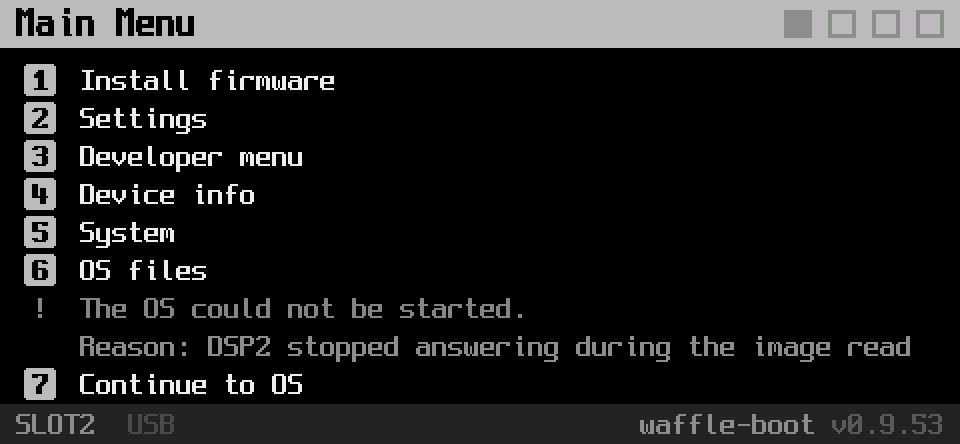 Main Menu
1 Install firmware
2 Settings
3 Developer menu
4 Device info
5 System
6 OS files
! The OS could not be started.
Reason: DSP2 stopped answering during the image read
7 Continue to OS
SLOT2 USB waffle-boot v0.9.53